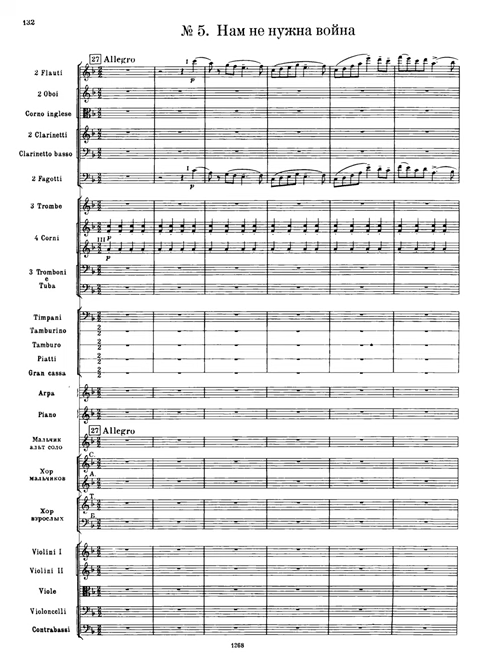 132
№ 5. Нам не нужна война
27 Allegro
2 Flauti
I
p
2 Oboi
Corno inglese
2 Clarinetti
Clarinetto basso
2 Fagotti
I
p
3 Trombe
4 Corni
p
III
p
3 Tromboni
e
Tuba
Timpani
Tamburino
Tamburo
Piatti
Gran cassa
Arpa
Piano
27 Allegro
Мальчик
альт соло
Хор
мальчиков
С.
А.
Хор
взрослых
Т.
Б.
Violini I
Violini II
Viole
Violoncelli
Contrabassi
1268